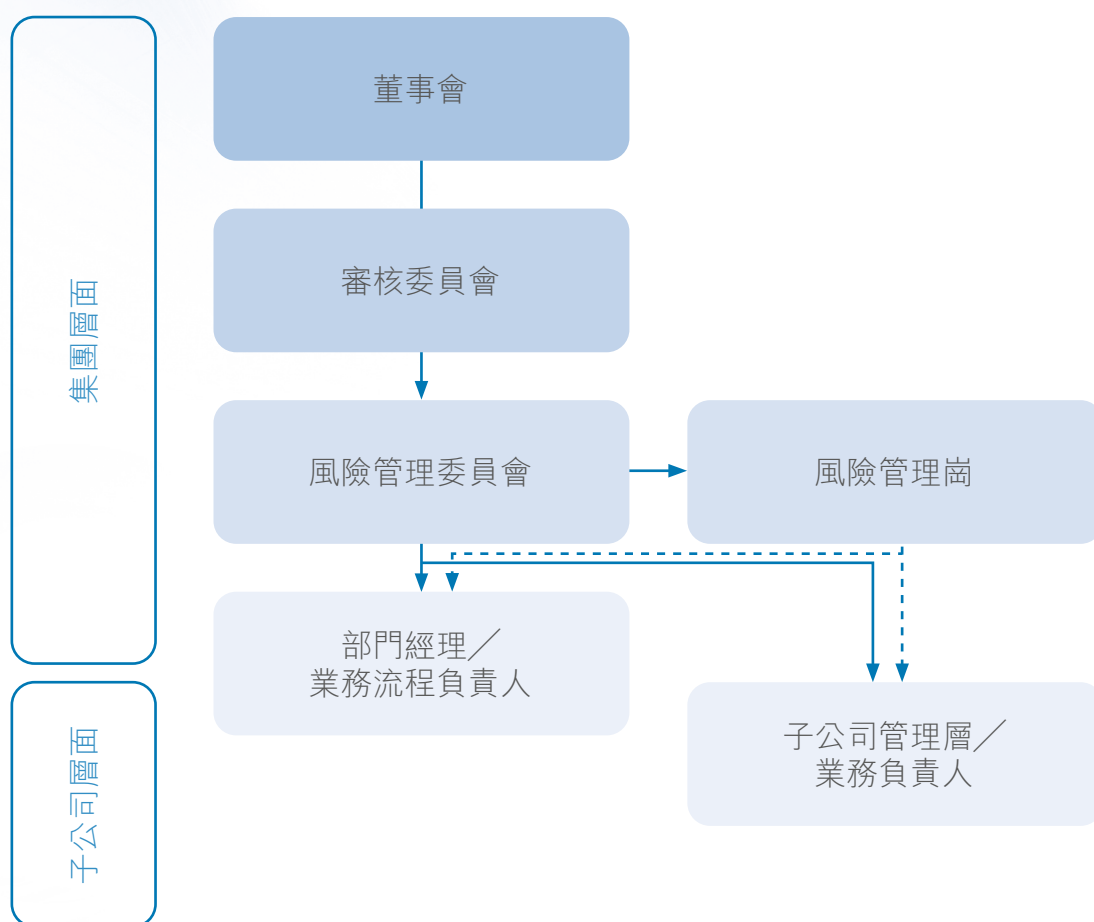 集團層面
董事會
審核委員會
風險管理委員會
風險管理崗
部門經理／
業務流程負責人
子公司層面
子公司管理層／
業務負責人